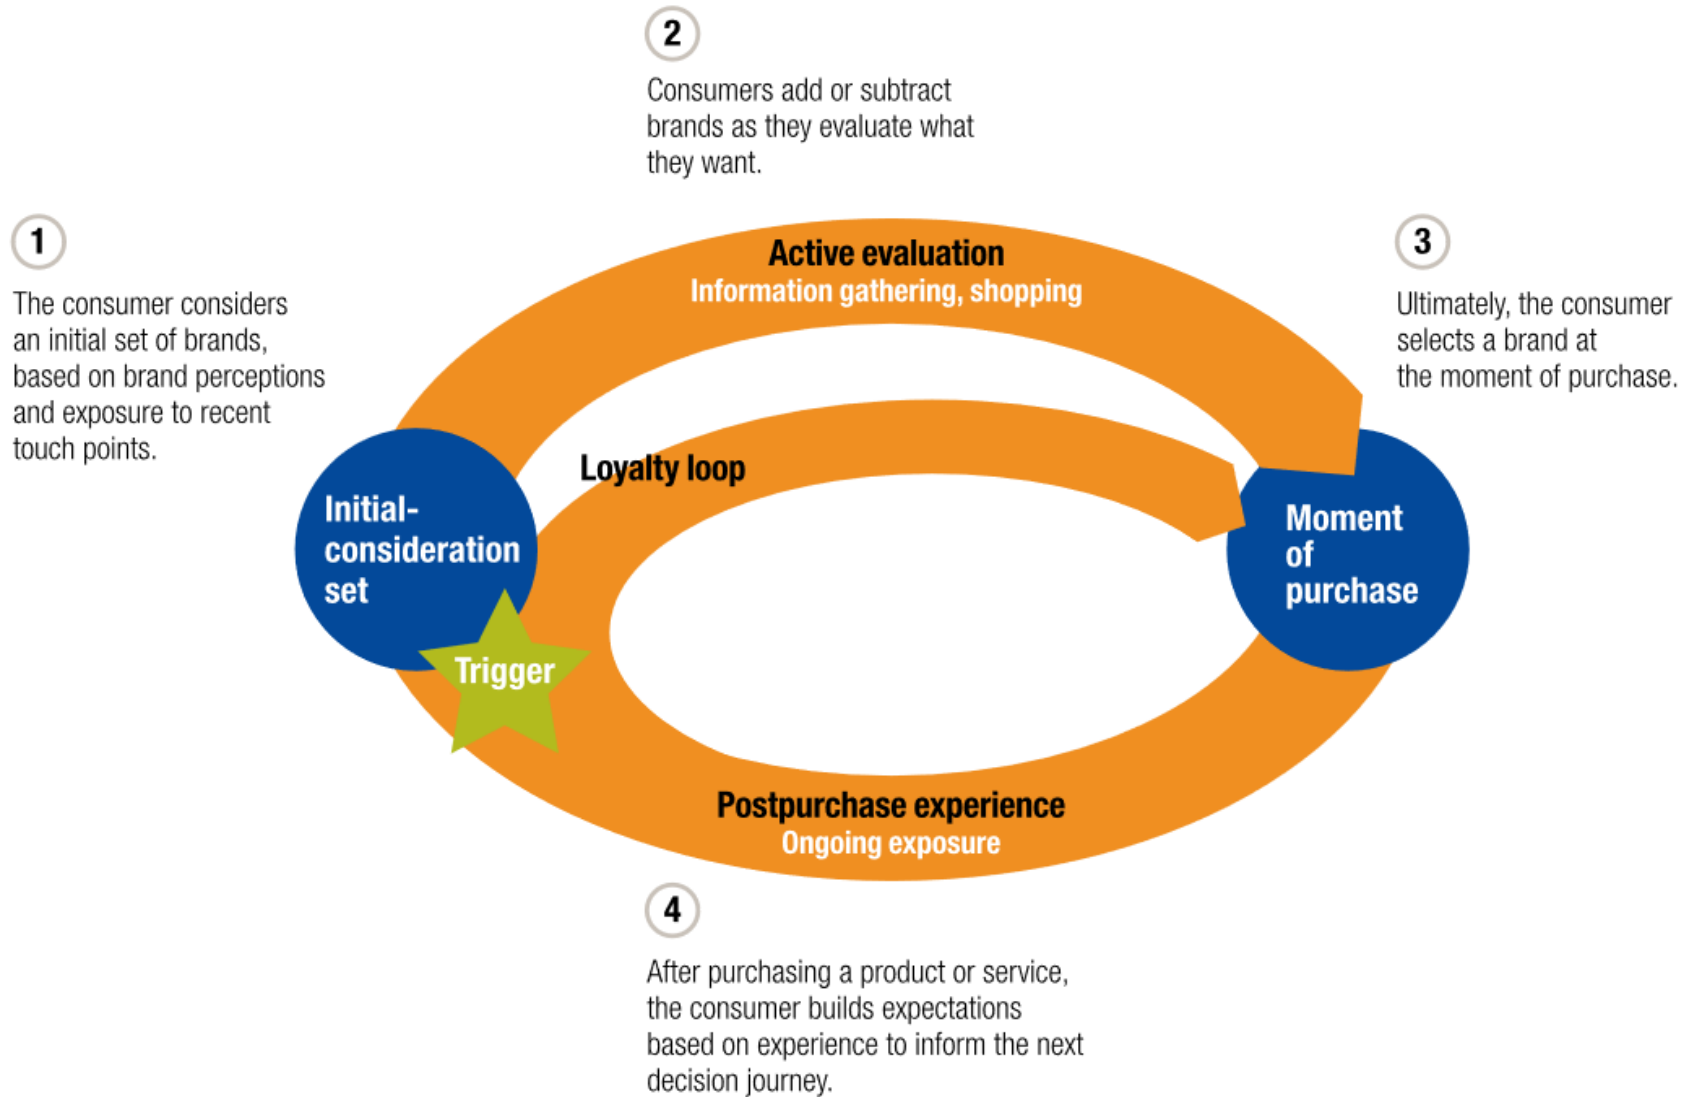 1
The consumer considers
an initial set of brands,
based on brand perceptions
and exposure to recent
touch points.
2
Consumers add or subtract
brands as they evaluate what
they want.
3
Ultimately, the consumer
selects a brand at
the moment of purchase.
Active evaluation
Information gathering, shopping
Loyalty loop
Initial-
consideration
set
Trigger
Moment
of
purchase
Postpurchase experience
Ongoing exposure
4
After purchasing a product or service,
the consumer builds expectations
based on experience to inform the next
decision journey.